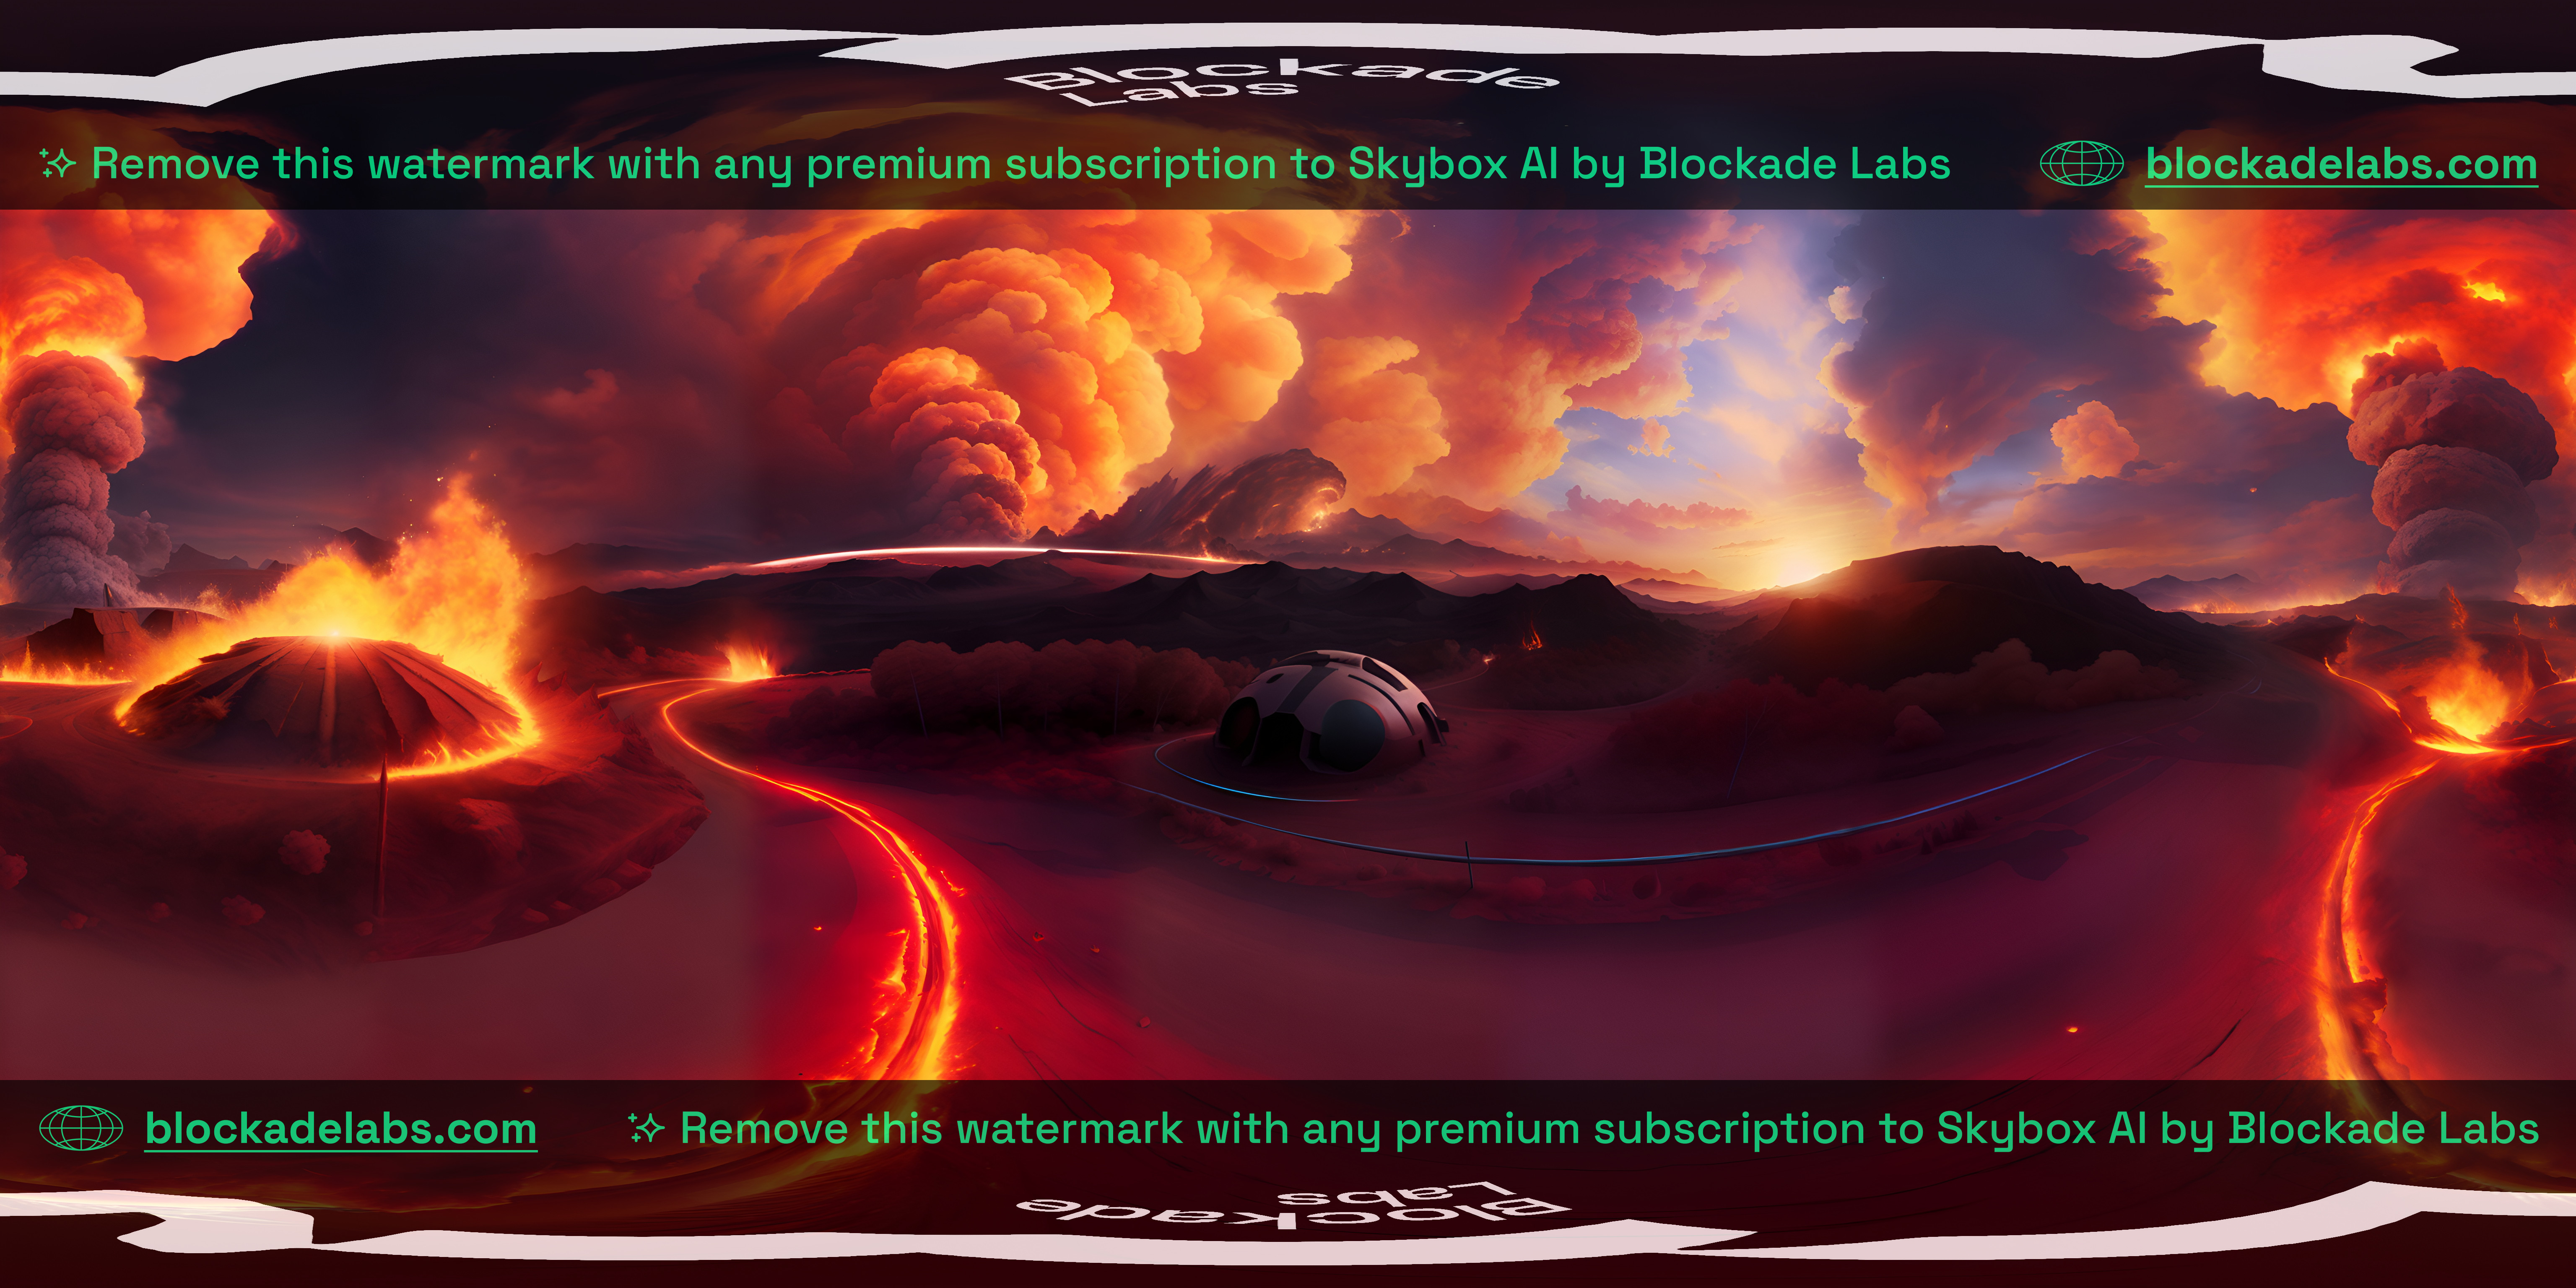 Blockade
Labs
Remove this watermark with any premium subscription to Skybox AI by Blockade Labs
blockadelabs.com
blockadelabs.com
Remove this watermark with any premium subscription to Skybox AI by Blockade Labs
Labs
Blockade